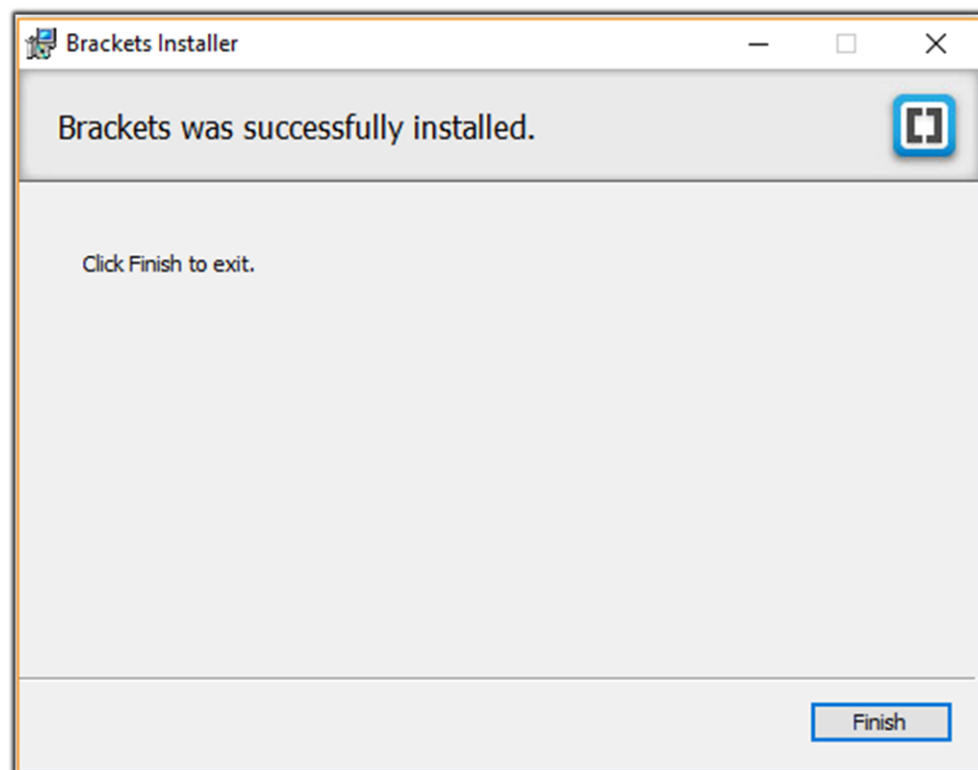 Brackets Installer
Brackets was successfully installed.
Click Finish to exit.
Finish